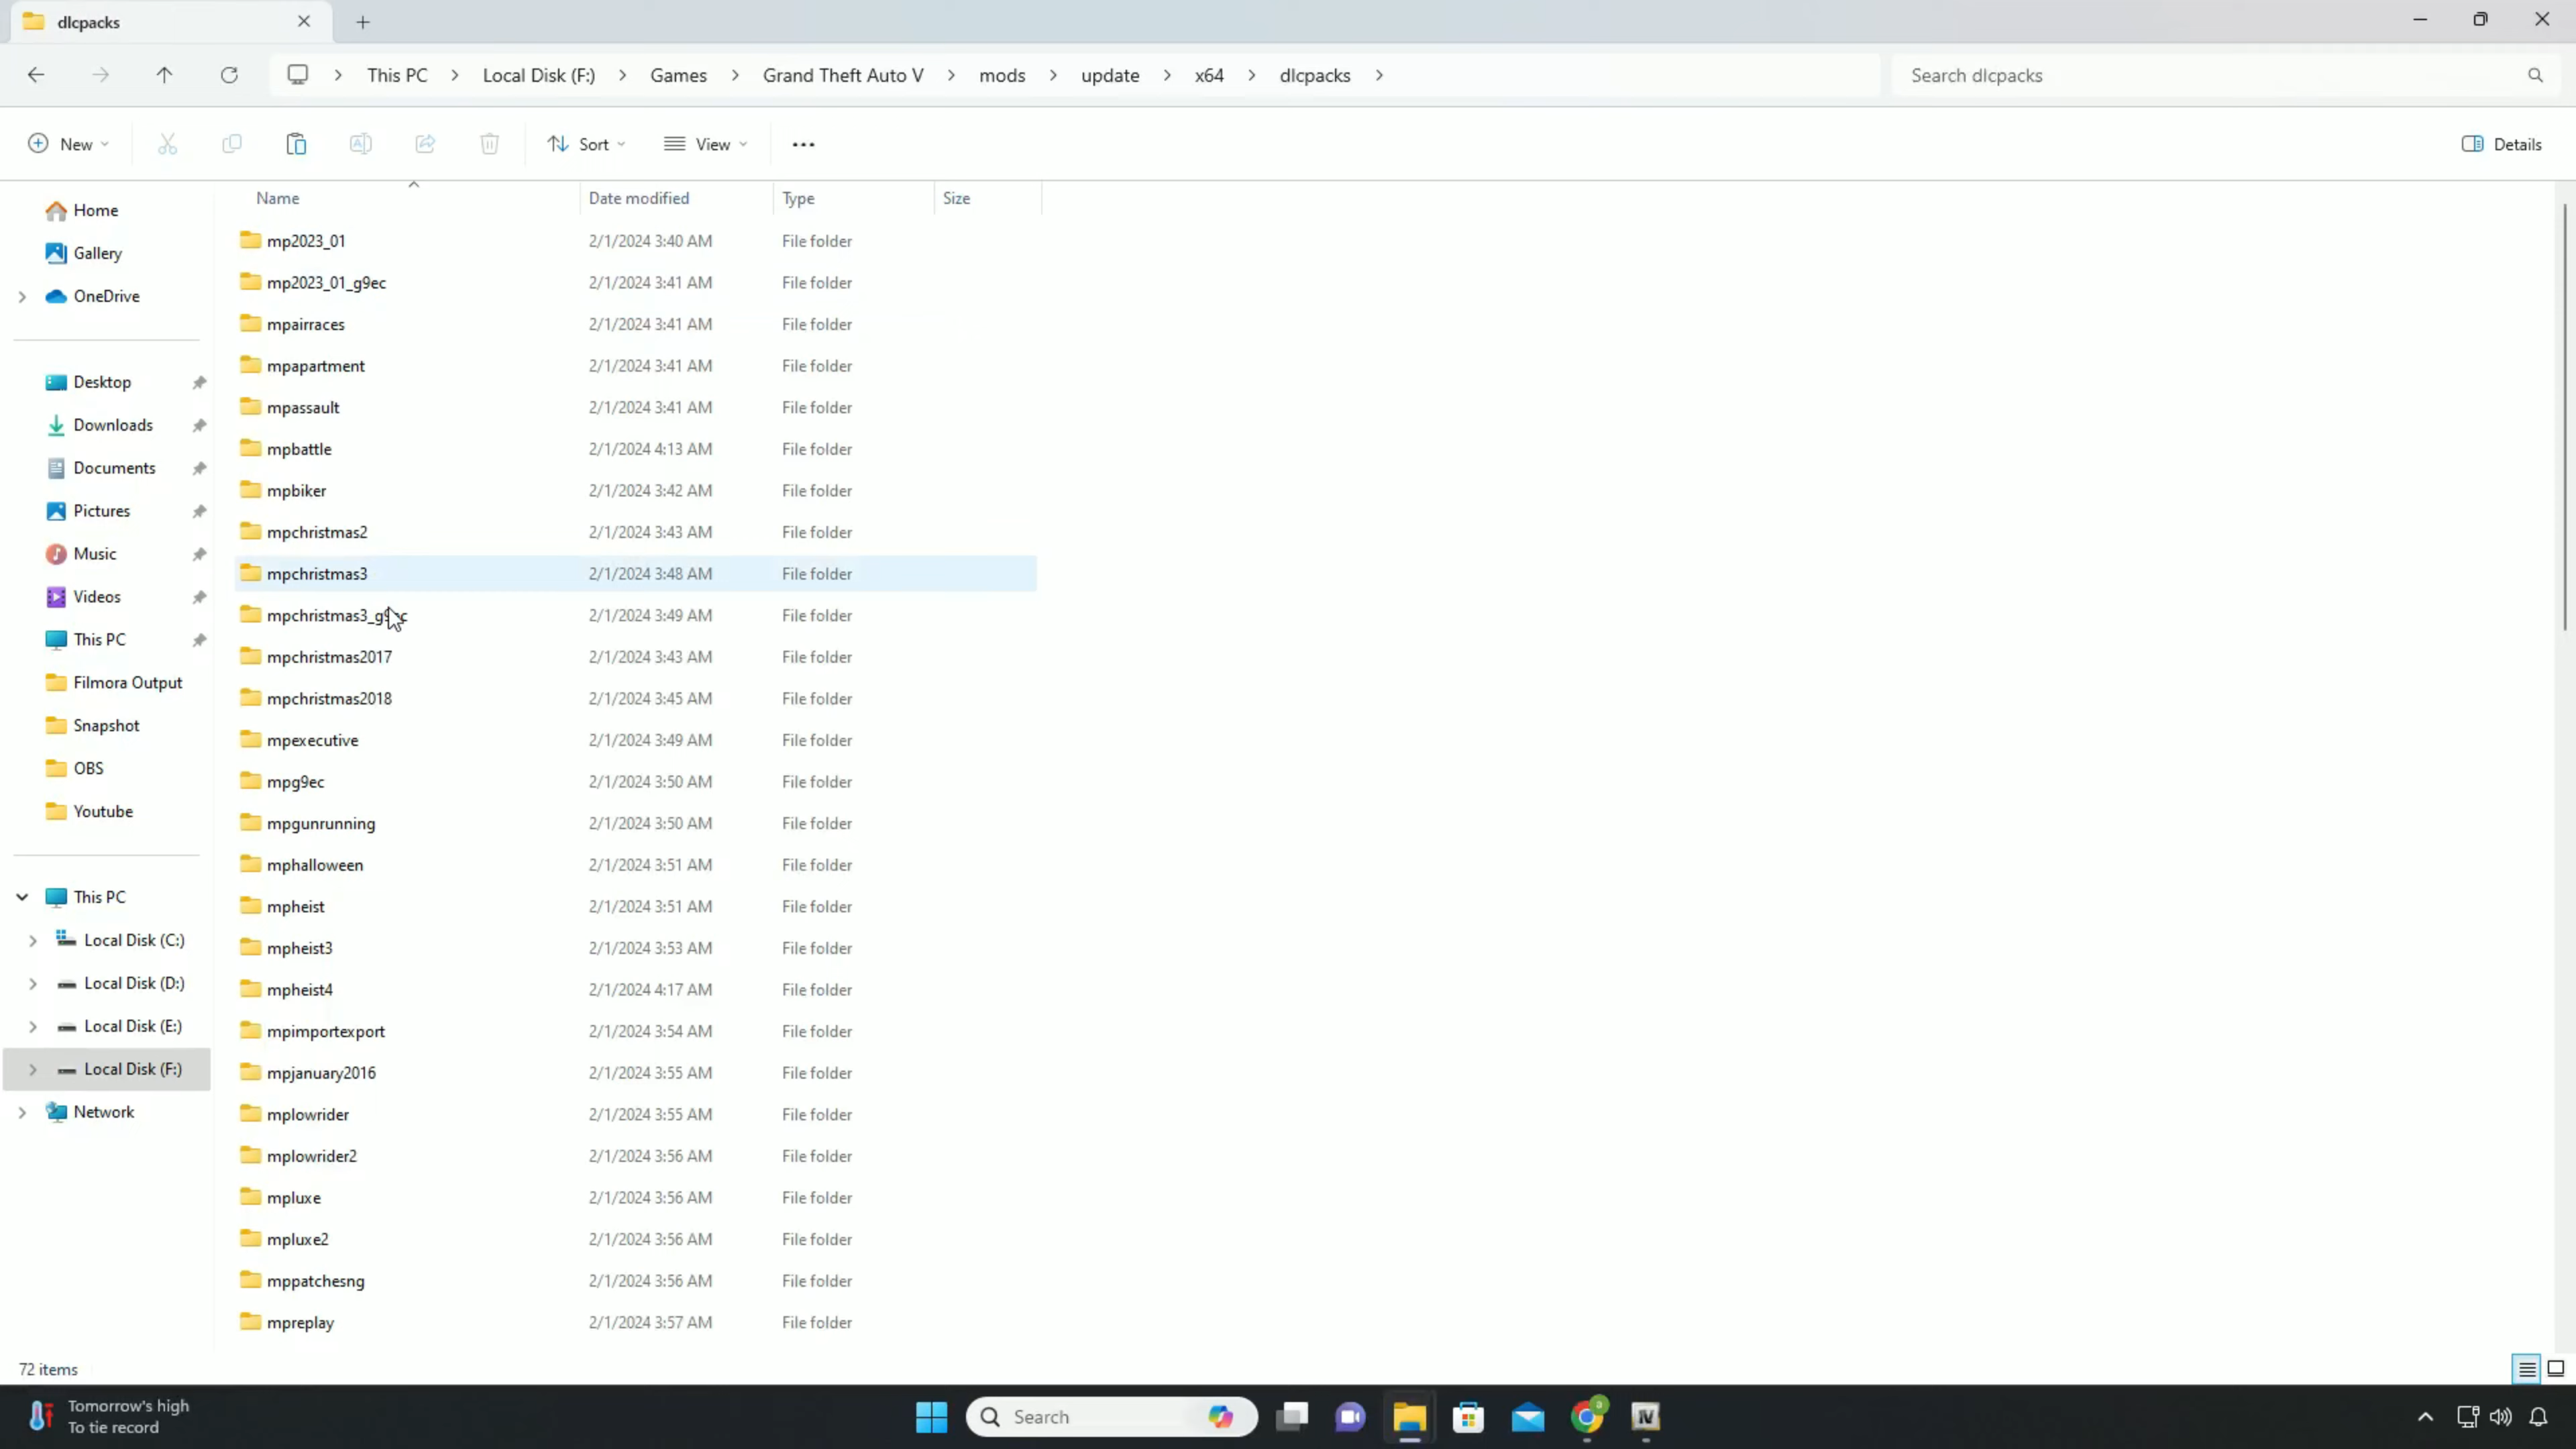 dlcpacks
This PC > Local Disk (F:) > Games > Grand Theft Auto V > mods > update > x64 > dlcpacks >
Search dlcpacks
New
Sort
View
Details
Home
Gallery
OneDrive
Desktop
Downloads
Documents
Pictures
Music
Videos
This PC
Filmora Output
Snapshot
OBS
Youtube
This PC
Local Disk (C:)
Local Disk (D:)
Local Disk (E:)
Local Disk (F:)
Network
Name Date modified Type Size
mp2023_01 2/1/2024 3:40 AM File folder
mp2023_01_g9ec 2/1/2024 3:41 AM File folder
mpairraces 2/1/2024 3:41 AM File folder
mpapartment 2/1/2024 3:41 AM File folder
mpassault 2/1/2024 3:41 AM File folder
mpbattle 2/1/2024 4:13 AM File folder
mpbiker 2/1/2024 3:42 AM File folder
mpchristmas2 2/1/2024 3:43 AM File folder
mpchristmas3 2/1/2024 3:48 AM File folder
mpchristmas3_g9ec 2/1/2024 3:49 AM File folder
mpchristmas2017 2/1/2024 3:43 AM File folder
mpchristmas2018 2/1/2024 3:45 AM File folder
mpexecutive 2/1/2024 3:49 AM File folder
mpg9ec 2/1/2024 3:50 AM File folder
mpgunrunning 2/1/2024 3:50 AM File folder
mphalloween 2/1/2024 3:51 AM File folder
mpheist 2/1/2024 3:51 AM File folder
mpheist3 2/1/2024 3:53 AM File folder
mpheist4 2/1/2024 4:17 AM File folder
mpimportexport 2/1/2024 3:54 AM File folder
mpjanuary2016 2/1/2024 3:55 AM File folder
mplowrider 2/1/2024 3:55 AM File folder
mplowrider2 2/1/2024 3:56 AM File folder
mpluxe 2/1/2024 3:56 AM File folder
mpluxe2 2/1/2024 3:56 AM File folder
mppatchesng 2/1/2024 3:56 AM File folder
mpreplay 2/1/2024 3:57 AM File folder
72 items
Tomorrow's high
To tie record
Search
a
IV